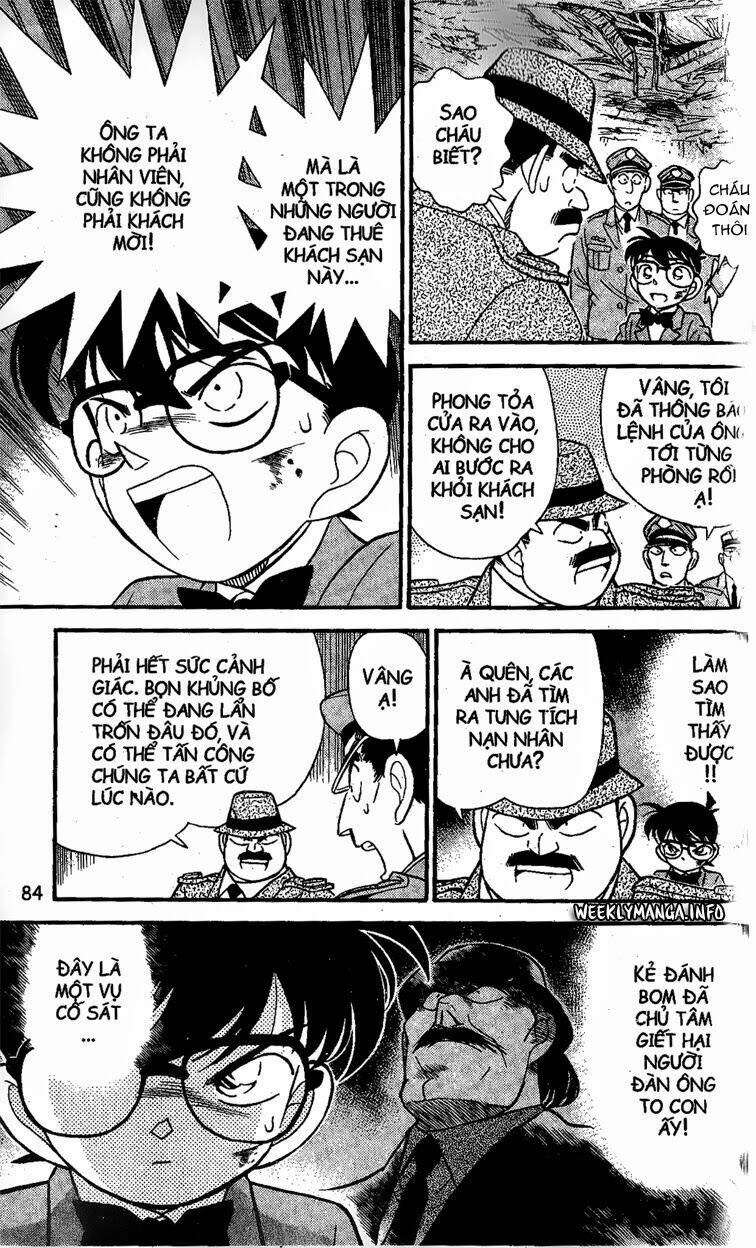 ÔNG TA
KHÔNG PHẢI
NHÂN VIÊN,
CŨNG KHÔNG
PHẢI KHÁCH
MỜI!
MÀ LÀ
MỘT TRONG
NHỮNG NGƯỜI
ĐANG THUÊ
KHÁCH SẠN
NÀY...
SAO
CHÁU
BIẾT?
CHÁU
ĐOÁN
THÔI
PHONG TỎA
CỬA RA VÀO,
KHÔNG CHO
AI BƯỚC RA
KHỎI KHÁCH
SẠN!
VÂNG, TÔI
ĐÃ THÔNG BÁO
LỆNH CỦA ÔNG
TỚI TỪNG
PHÒNG RỒI
Ạ!
PHẢI HẾT SỨC CẢNH
GIÁC. BỌN KHỦNG BỐ
CÓ THỂ ĐANG LẨN
TRỐN ĐÂU ĐÓ, VÀ
CÓ THỂ TẤN CÔNG
CHÚNG TA BẤT CỨ
LÚC NÀO.
VÂNG
Ạ!
À QUÊN, CÁC
ANH ĐÃ TÌM
RA TUNG TÍCH
NẠN NHÂN
CHƯA?
LÀM
SAO
TÌM
THẤY
ĐƯỢC
!!
84
WEEKLYMANGA.INFO
ĐÂY LÀ
MỘT VỤ
CỐ SÁT
...
KẺ ĐÁNH
BOM ĐÃ
CHỦ TÂM
GIẾT HẠI
NGƯỜI
ĐÀN ÔNG
TO CON
ẤY!